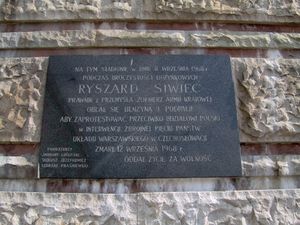 NA TYM STADIONIE W DNIU 8 WRZEŚNIA 1968 r.
PODCZAS UROCZYSTOŚCI DOŻYNKOWYCH
RYSZARD SIWIEC
PRAWNIK Z PRZEMYŚLA, ŻOŁNIERZ ARMII KRAJOWEJ
OBLAŁ SIĘ BENZYNĄ I PODPALIŁ
ABY ZAPROTESTOWAĆ PRZECIWKO UDZIAŁOWI POLSKI
W INTERWENCJI ZBROJNEJ PIĘCIU PAŃSTW
UKŁADU WARSZAWSKIEGO W CZECHOSŁOWACJI
ZMARŁ 12 WRZEŚNIA 1968 r.
ODDAŁ ŻYCIE ZA WOLNOŚĆ